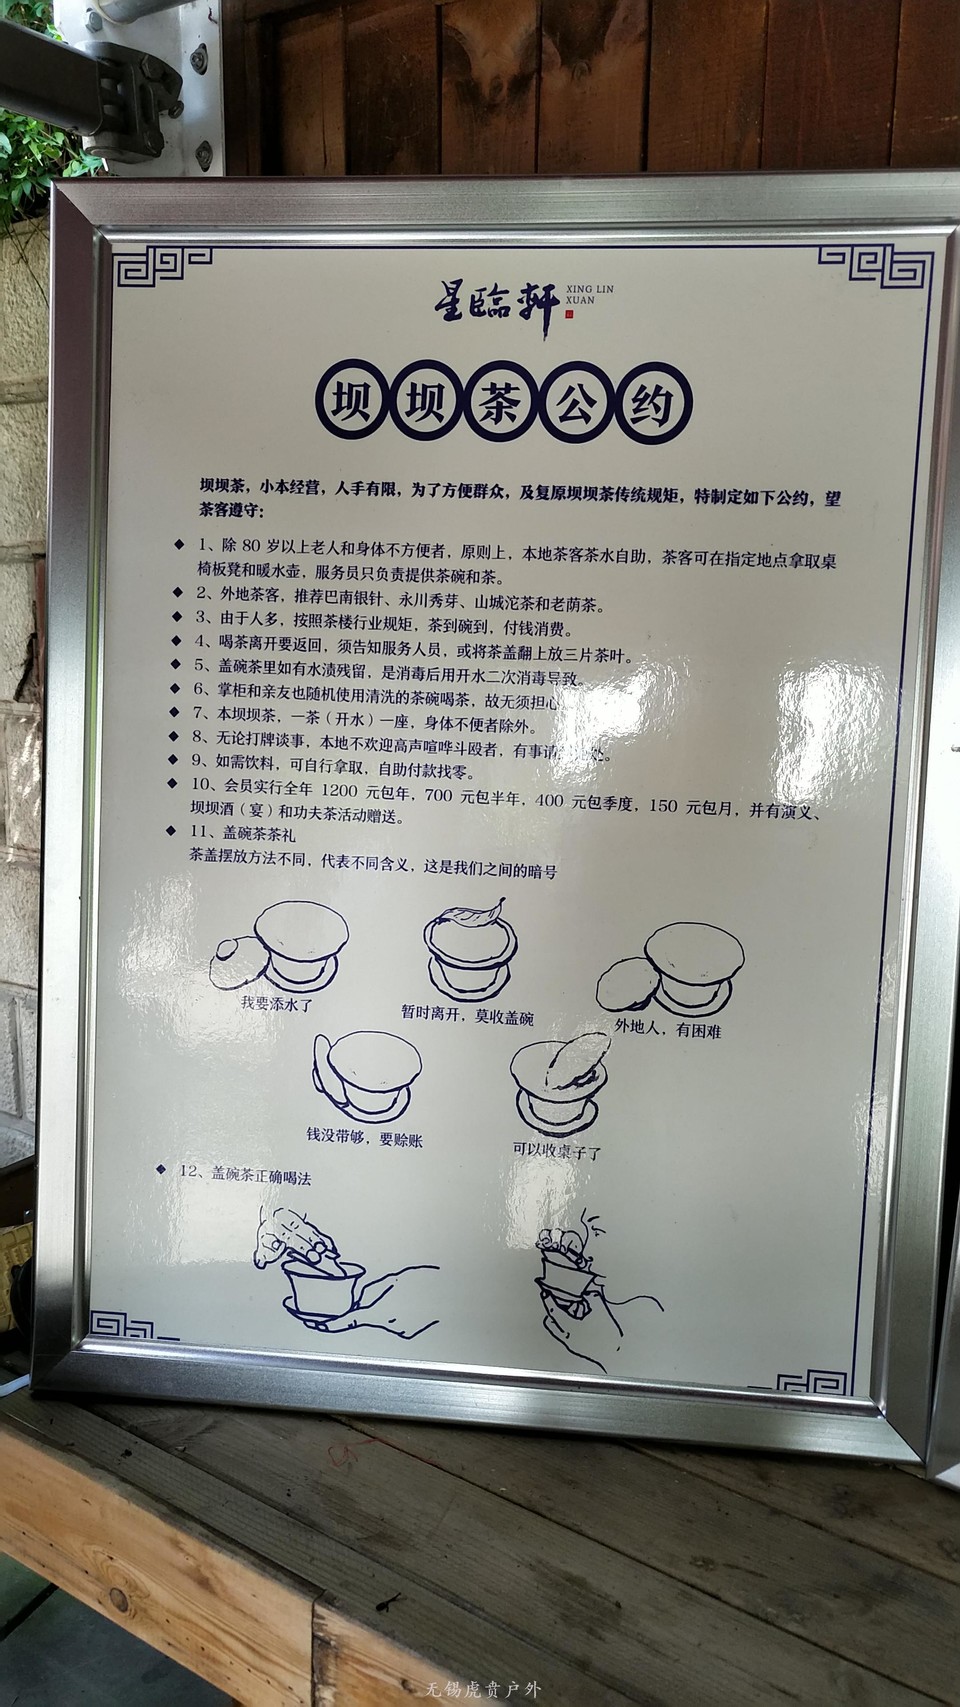 星臨軒
XING LIN
XUAN
坝坝茶公约
坝坝茶，小本经营，人手有限，为了方便群众，及复原坝坝茶传统规矩，特制定如下公约，望
茶客遵守：
◆ 1、除 80 岁以上老人和身体不方便者，原则上，本地茶客茶水自助，茶客可在指定地点拿取桌
椅板凳和暖水壶，服务员只负责提供茶碗和茶。
◆ 2、外地茶客，推荐巴南银针、永川秀芽、山城沱茶和老荫茶。
◆ 3、由于人多，按照茶楼行业规矩，茶到碗到，付钱消费。
◆ 4、喝茶离开要返回，须告知服务人员，或将茶盖翻上放三片茶叶。
◆ 5、盖碗茶里如有水渍残留，是消毒后用开水二次消毒导致。
◆ 6、掌柜和亲友也随机使用清洗的茶碗喝茶，故无须担心
◆ 7、本坝坝茶，一茶（开水）一座，身体不便者除外。
◆ 8、无论打牌谈事，本地不欢迎高声喧哗斗殴者，有事请处。
◆ 9、如需饮料，可自行拿取，自助付款找零。
◆ 10、会员实行全年 1200 元包年，700 元包半年，400 元包季度，150 元包月，并有演义、
坝坝酒（宴）和功夫茶活动赠送。
◆ 11、盖碗茶茶礼
茶盖摆放方法不同，代表不同含义，这是我们之间的暗号
我要添水了
暂时离开，莫收盖碗
外地人，有困难
钱没带够，要赊账
可以收桌子了
◆ 12、盖碗茶正确喝法
无锡虎贲户外